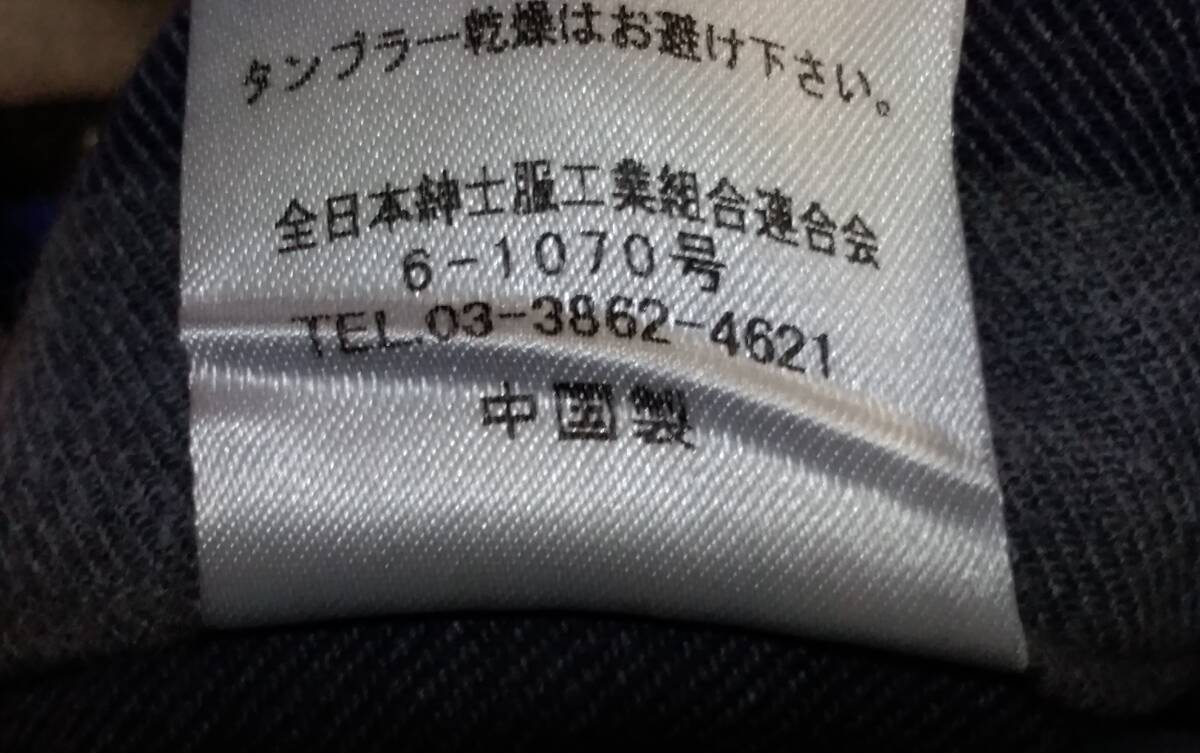 タンブラー乾燥はお避け下さい。
全日本紳士服工業組合連合会
6-1070号
TEL.03-3862-4621
中国製